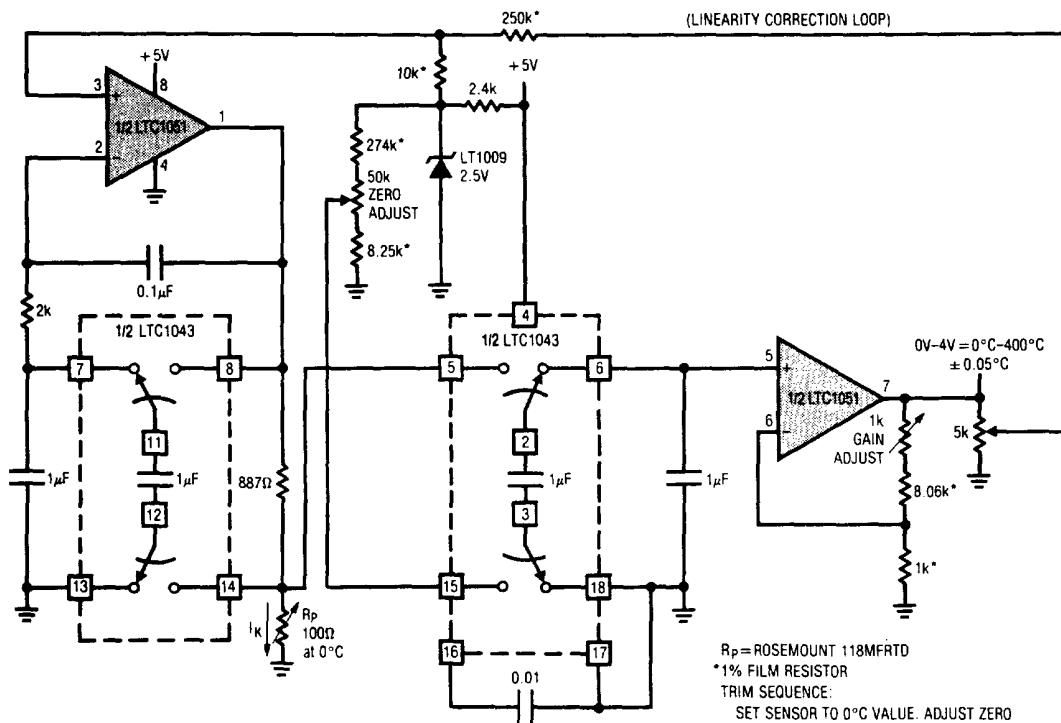 250k*
(LINEARITY CORRECTION LOOP)
+5V
10k*
+5V
3
8
2.4k
+
1/2 LTC1051
1
2
−
4
274k*
LT1009
2.5V
50k
ZERO
ADJUST
8.25k*
0.1µF
2k
1/2 LTC1043
4
1/2 LTC1043
0V–4V = 0°C–400°C
± 0.05°C
7
8
5
6
5
+
1/2 LTC1051
7
6
−
1k
GAIN
ADJUST
5k
11
2
1µF
1µF
887Ω
1µF
1µF
8.06k*
12
3
1k*
13
14
15
18
IK
RP
100Ω
at 0°C
16
17
0.01
RP = ROSEMOUNT 118MFRTD
*1% FILM RESISTOR
TRIM SEQUENCE:
SET SENSOR TO 0°C VALUE. ADJUST ZERO